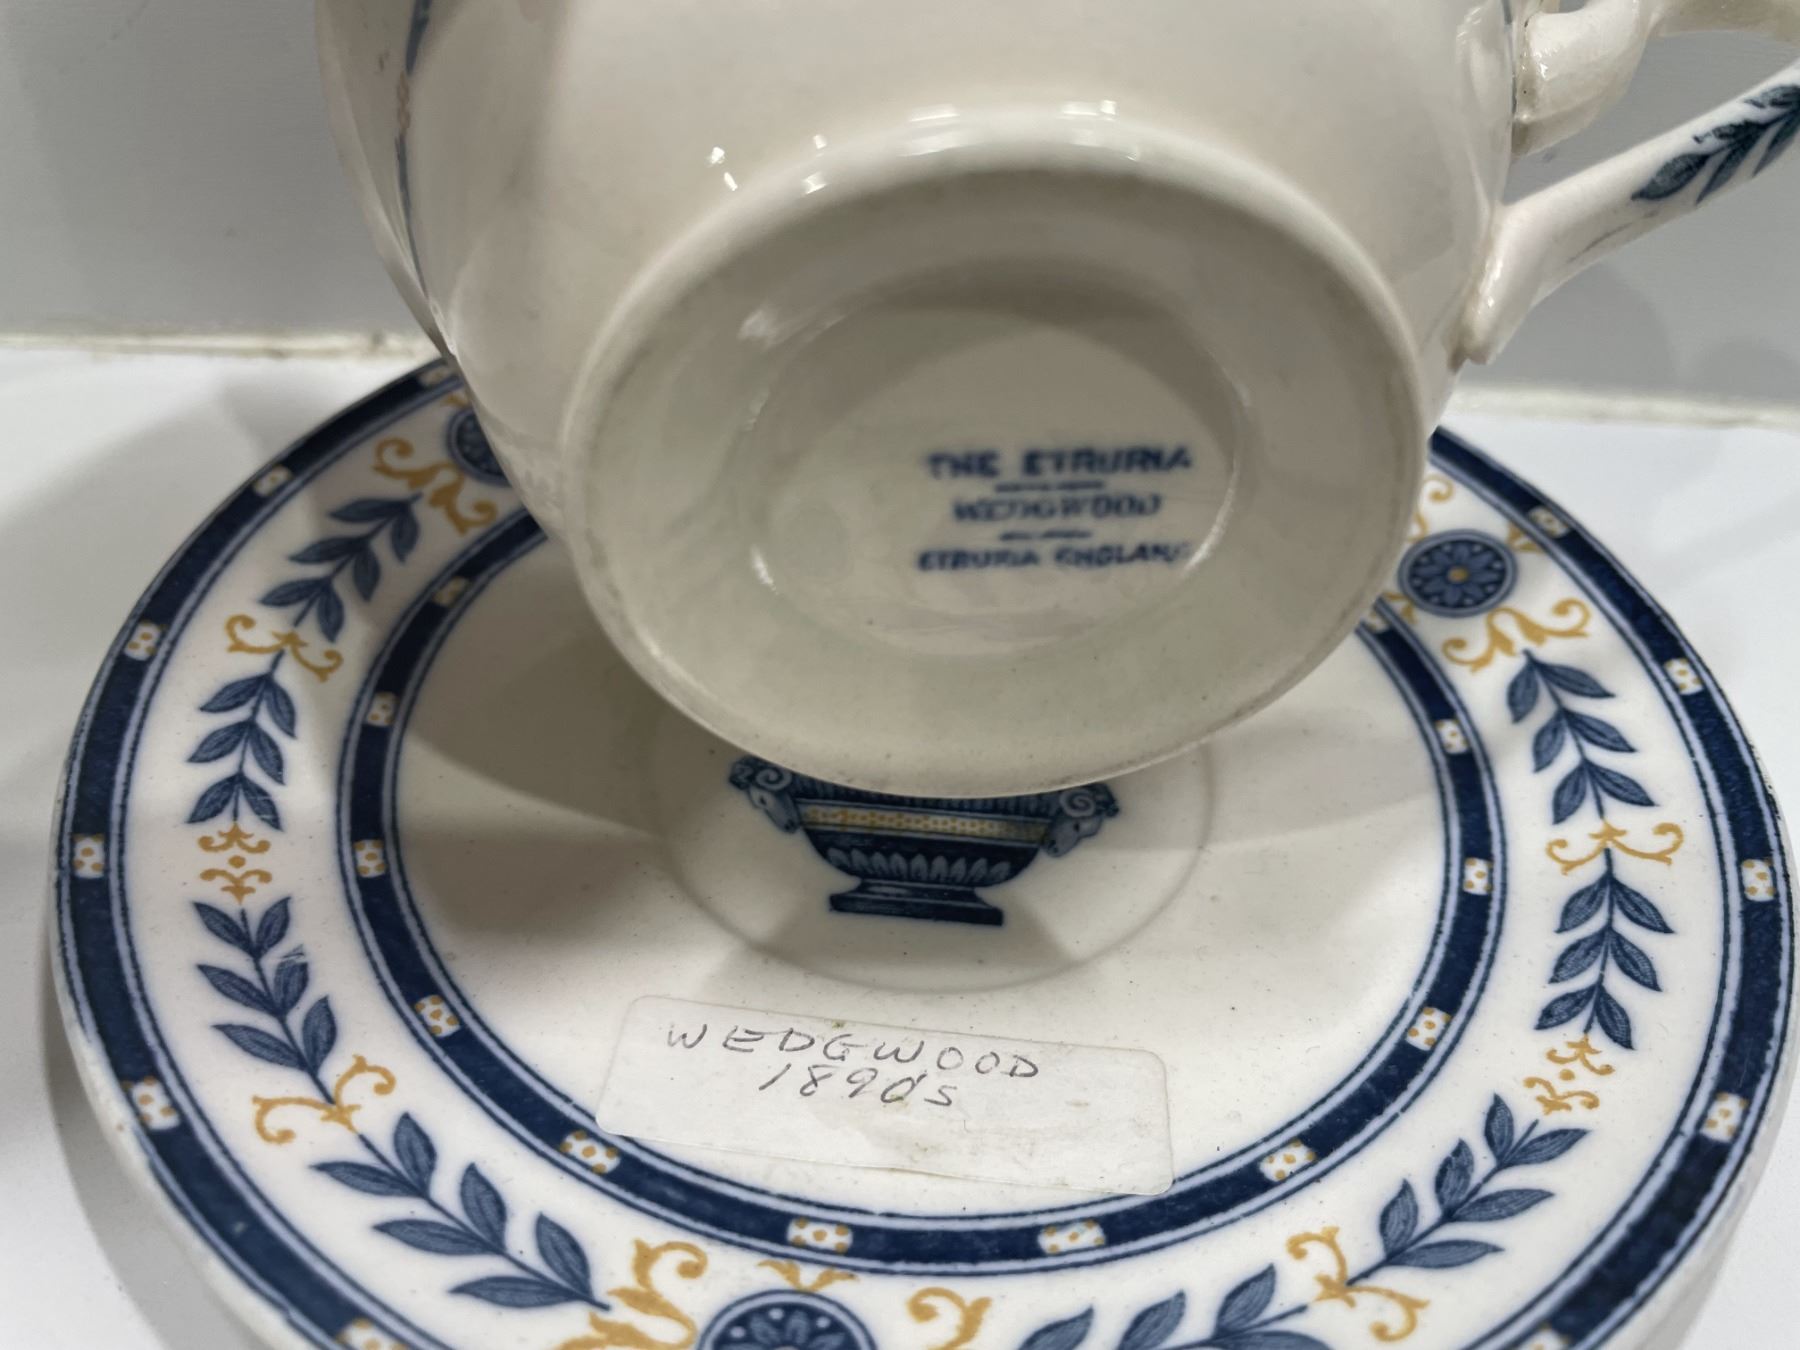 THE ETRURIA
WEDGWOOD
ETRURIA ENGLAND
WEDGWOOD
1890s